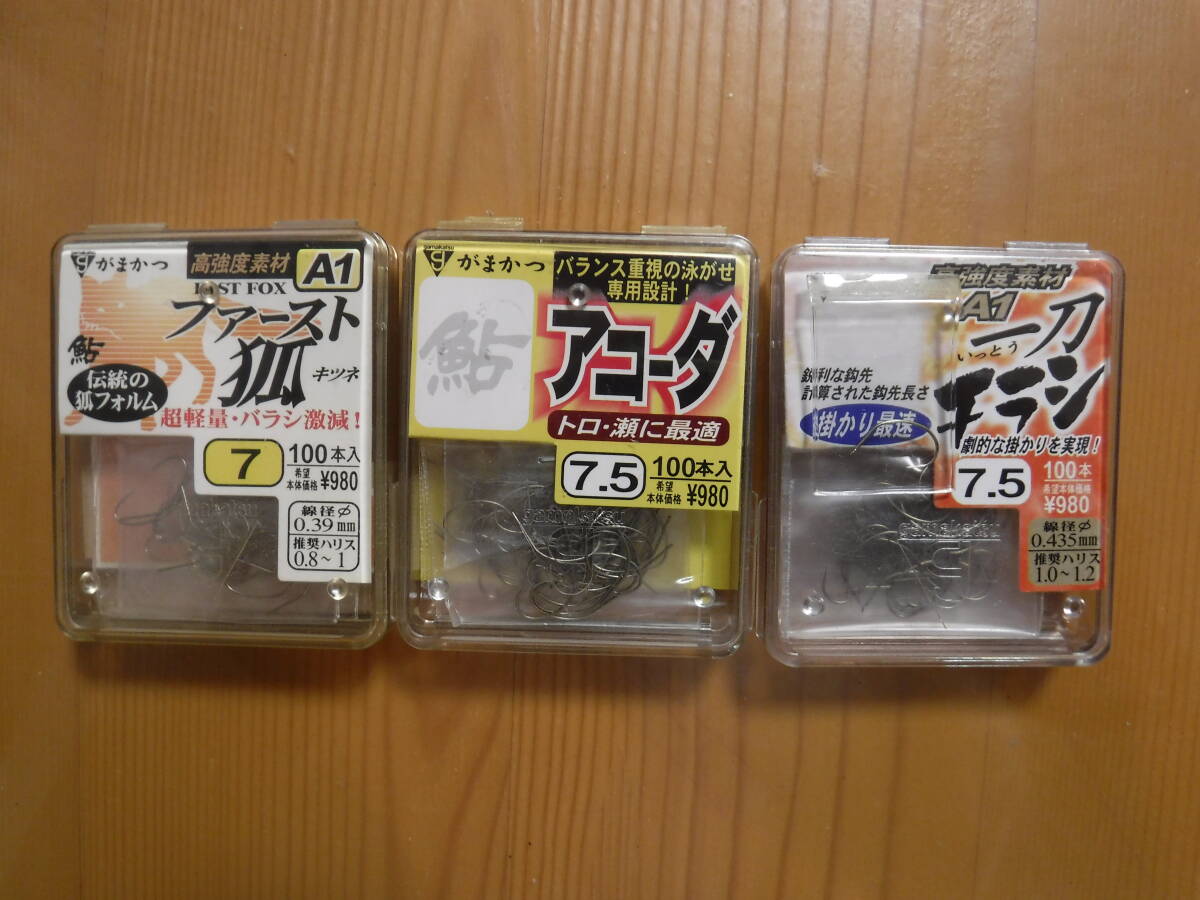 がまかつ
高強度素材
A1
FAST FOX
ファースト
狐
キツネ
鮎
伝統の
狐フォルム
超軽量・バラシ激減!
7
100本入
希望
本体価格
¥980
線径φ
0.39mm
推奨ハリス
0.8~1
gamakatsu
がまかつ
バランス重視の泳がせ
専用設計!
鮎
アコーダ
トロ・瀬に最適
7.5
100本入
希望
本体価格
¥980
gamakatsu
高強度素材
A1
一刀
いっとう
キラシ
鋭利な鈎先
計算された鈎先長さ
掛かり最速
劇的な掛かりを実現!
7.5
100本
希望本体価格
¥980
線径φ
0.435mm
推奨ハリス
1.0~1.2
gamakatsu